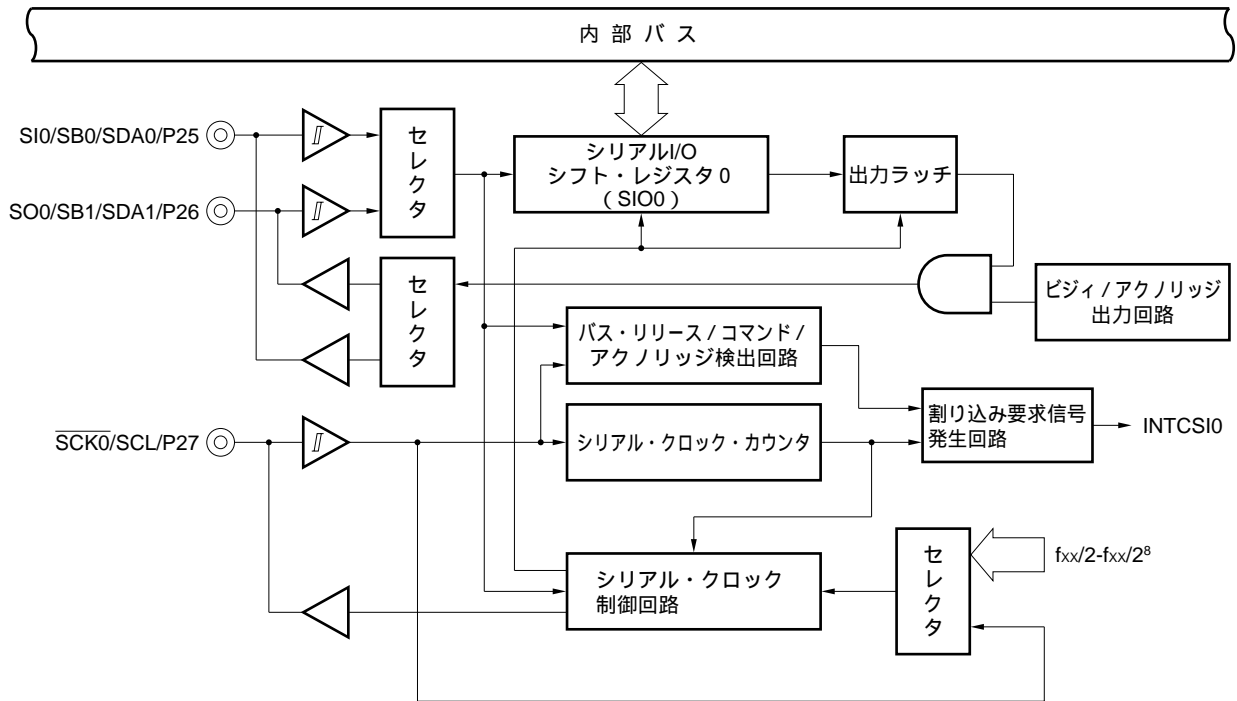 内部バス
SI0/SB0/SDA0/P25
セレクタ
シリアルI/O
シフト・レジスタ0
(SIO0)
出力ラッチ
SO0/SB1/SDA1/P26
セレクタ
ビジィ/アクノリッジ
出力回路
バス・リリース/コマンド/
アクノリッジ検出回路
割り込み要求信号
発生回路
INTCSI0
SCK0/SCL/P27
シリアル・クロック・カウンタ
シリアル・クロック
制御回路
セレクタ
fxx/2-fxx/2⁸